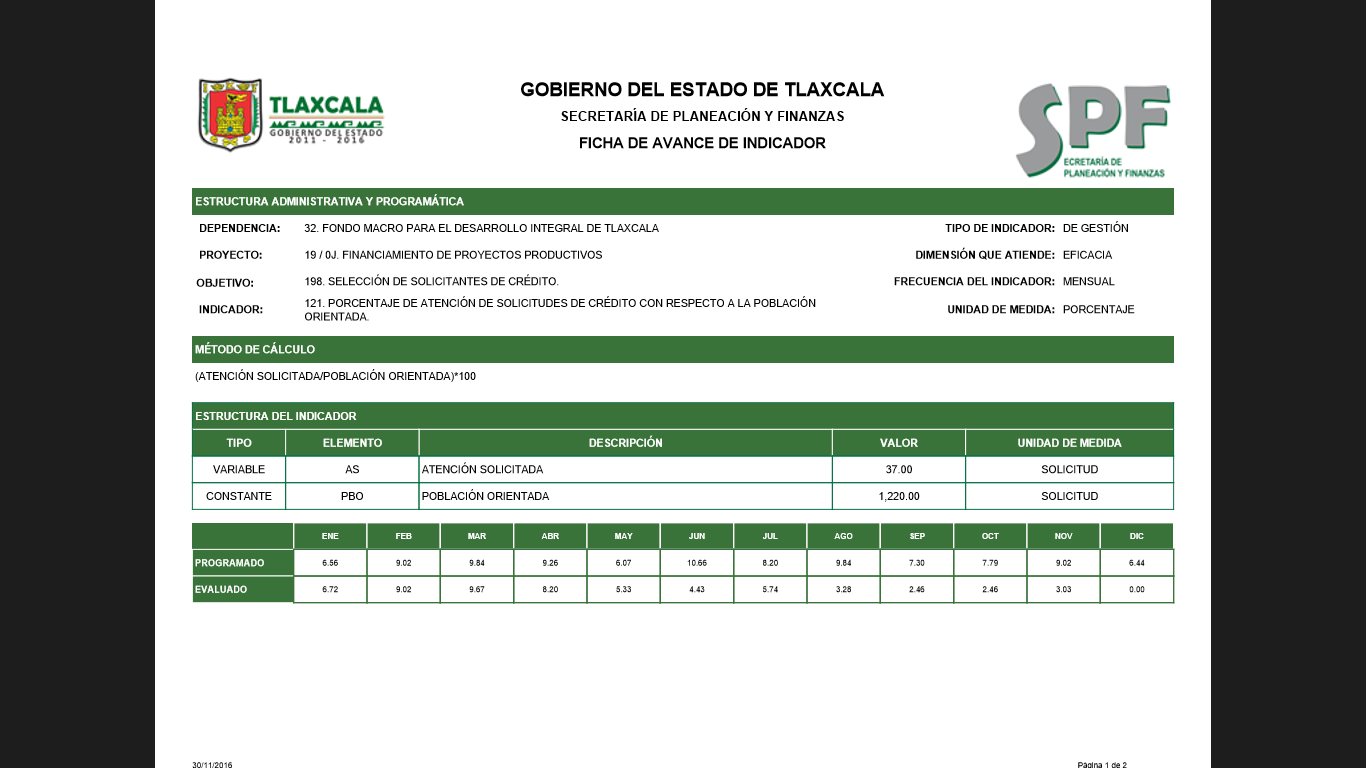 TLAXCALA
GOBIERNO DEL ESTADO
2011 - 2016
GOBIERNO DEL ESTADO DE TLAXCALA
SECRETARÍA DE PLANEACIÓN Y FINANZAS
FICHA DE AVANCE DE INDICADOR
SPF
ECRETARÍA DE
PLANEACIÓN Y FINANZAS
ESTRUCTURA ADMINISTRATIVA Y PROGRAMÁTICA
DEPENDENCIA: 32. FONDO MACRO PARA EL DESARROLLO INTEGRAL DE TLAXCALA TIPO DE INDICADOR: DE GESTIÓN
PROYECTO: 19 / 0J. FINANCIAMIENTO DE PROYECTOS PRODUCTIVOS DIMENSIÓN QUE ATIENDE: EFICACIA
OBJETIVO: 198. SELECCIÓN DE SOLICITANTES DE CRÉDITO. FRECUENCIA DEL INDICADOR: MENSUAL
INDICADOR: 121. PORCENTAJE DE ATENCIÓN DE SOLICITUDES DE CRÉDITO CON RESPECTO A LA POBLACIÓN
ORIENTADA. UNIDAD DE MEDIDA: PORCENTAJE
MÉTODO DE CÁLCULO
(ATENCIÓN SOLICITADA/POBLACIÓN ORIENTADA)*100
ESTRUCTURA DEL INDICADOR
TIPO ELEMENTO DESCRIPCIÓN VALOR UNIDAD DE MEDIDA
VARIABLE AS ATENCIÓN SOLICITADA 37.00 SOLICITUD
CONSTANTE PBO POBLACIÓN ORIENTADA 1,220.00 SOLICITUD
ENE FEB MAR ABR MAY JUN JUL AGO SEP OCT NOV DIC
PROGRAMADO 6.56 9.02 9.84 9.26 6.07 10.66 8.20 9.84 7.30 7.79 9.02 6.44
EVALUADO 6.72 9.02 9.67 8.20 5.33 4.43 5.74 3.28 2.46 2.46 3.03 0.00
30/11/2016 Página 1 de 2